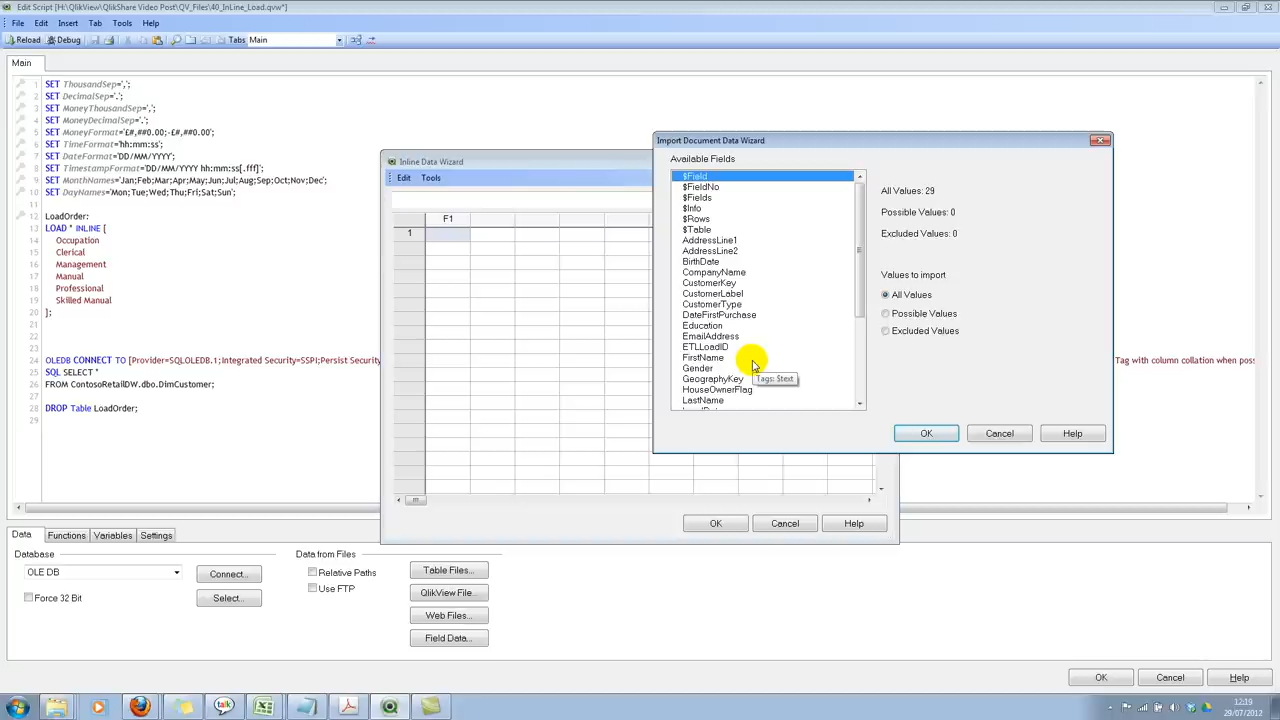 Edit Script [H:\QlikView\QlikShare Video Post\QV_Files\40_InLine_Load.qvw*]
File Edit Insert Tab Tools Help
Reload Debug Tabs Main
Main
1 SET ThousandSep=',';
2 SET DecimalSep='.';
3 SET MoneyThousandSep=',';
4 SET MoneyDecimalSep='.';
5 SET MoneyFormat='£#,##0.00;-£#,##0.00';
6 SET TimeFormat='hh:mm:ss';
7 SET DateFormat='DD/MM/YYYY';
8 SET TimestampFormat='DD/MM/YYYY hh:mm:ss[.fff]';
9 SET MonthNames='Jan;Feb;Mar;Apr;May;Jun;Jul;Aug;Sep;Oct;Nov;Dec';
10 SET DayNames='Mon;Tue;Wed;Thu;Fri;Sat;Sun';
11
12 LoadOrder:
13 LOAD * INLINE [
14 Occupation
15 Clerical
16 Management
17 Manual
18 Professional
19 Skilled Manual
20 ];
21
22
23
24 OLEDB CONNECT TO [Provider=SQLOLEDB.1;Integrated Security=SSPI;Persist Security
Tag with column collation when pos
25 SQL SELECT *
26 FROM ContosoRetailDW.dbo.DimCustomer;
27
28 DROP Table LoadOrder;
29
Inline Data Wizard
Edit Tools
F1
1
OK Cancel Help
Import Document Data Wizard
Available Fields
$Field
$FieldNo
$Fields
$Info
$Rows
$Table
AddressLine1
AddressLine2
BirthDate
CompanyName
CustomerKey
CustomerLabel
CustomerType
DateFirstPurchase
Education
EmailAddress
ETLLoadID
FirstName
Gender
GeographyKey
HouseOwnerFlag
LastName
Tags: $text
All Values: 29
Possible Values: 0
Excluded Values: 0
Values to import
All Values
Possible Values
Excluded Values
OK Cancel Help
Data Functions Variables Settings
Database
OLE DB
Connect...
Force 32 Bit
Select...
Data from Files
Relative Paths
Use FTP
Table Files...
QlikView File...
Web Files...
Field Data...
OK Cancel Help
talk
12:19
29/07/2012